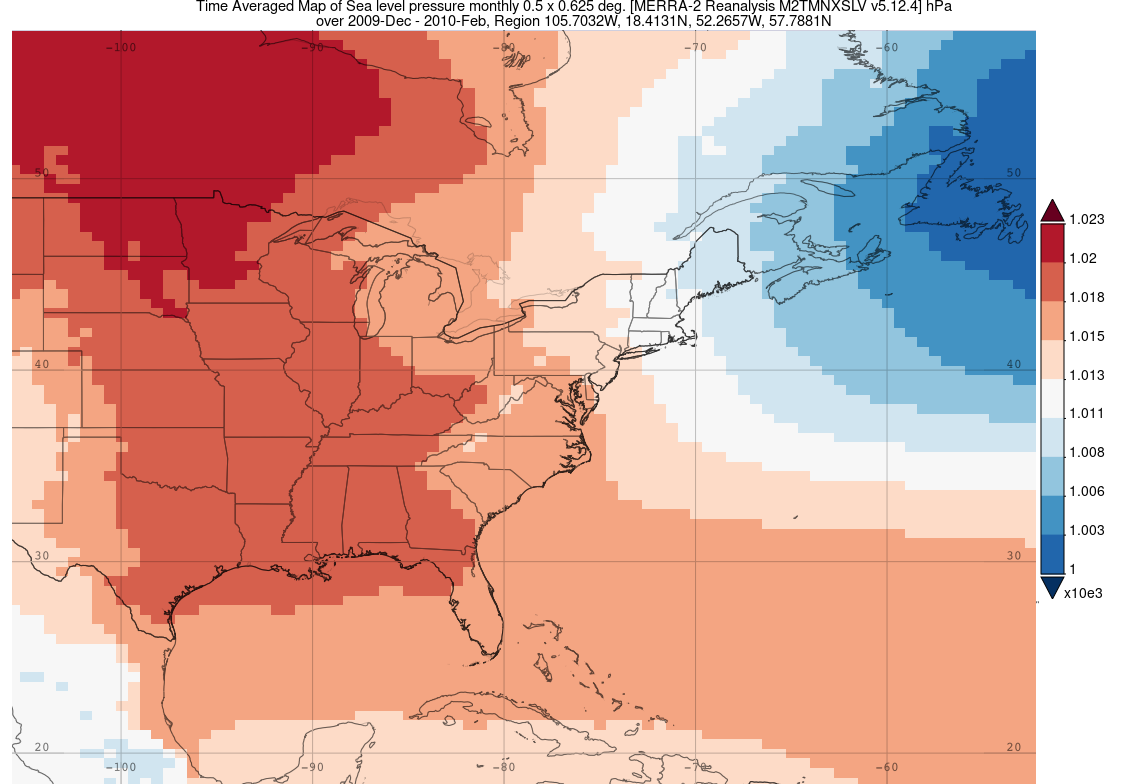 Time Averaged Map of Sea level pressure monthly 0.5 x 0.625 deg. [MERRA-2 Reanalysis M2TMNXSLV v5.12.4] hPa
over 2009-Dec - 2010-Feb, Region 105.7032W, 18.4131N, 52.2657W, 57.7881N
-100 -90 -80 -70 -60
50 50
40 40
30 30
20 20
-100 -90 -80 -70 -60
1.023
1.02
1.018
1.015
1.013
1.011
1.008
1.006
1.003
1
x10e3